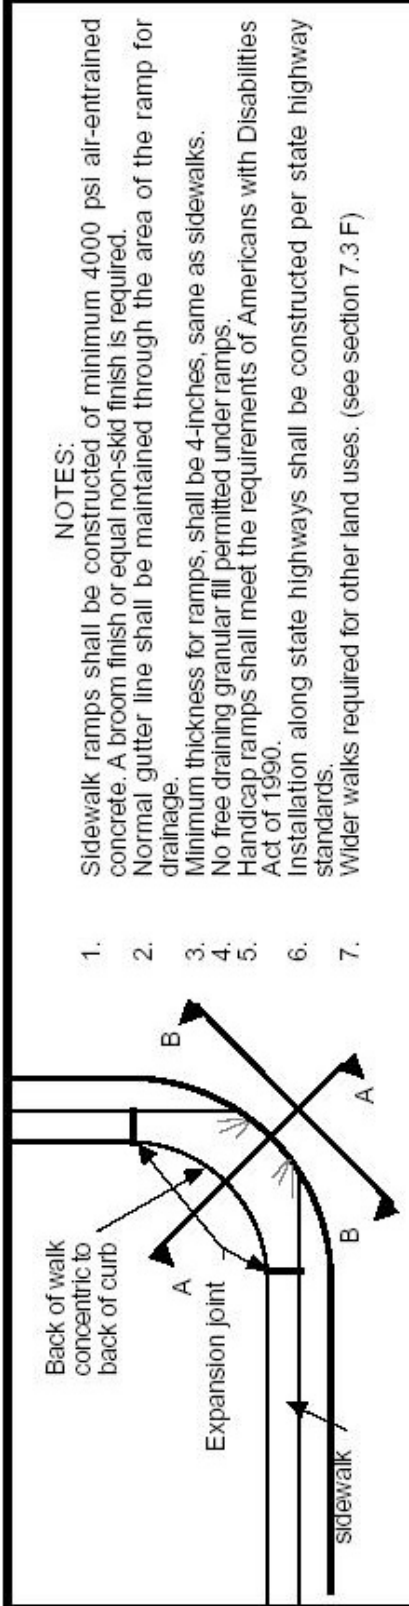 Back of walk
concentric to
back of curb
A
Expansion joint
sidewalk
B
B
A
NOTES:
1. Sidewalk ramps shall be constructed of minimum 4000 psi air-entrained
concrete. A broom finish or equal non-skid finish is required.
2. Normal gutter line shall be maintained through the area of the ramp for
drainage.
3. Minimum thickness for ramps, shall be 4-inches, same as sidewalks.
4. No free draining granular fill permitted under ramps.
5. Handicap ramps shall meet the requirements of Americans with Disabilities
Act of 1990.
6. Installation along state highways shall be constructed per state highway
standards.
7. Wider walks required for other land uses. (see section 7.3 F)